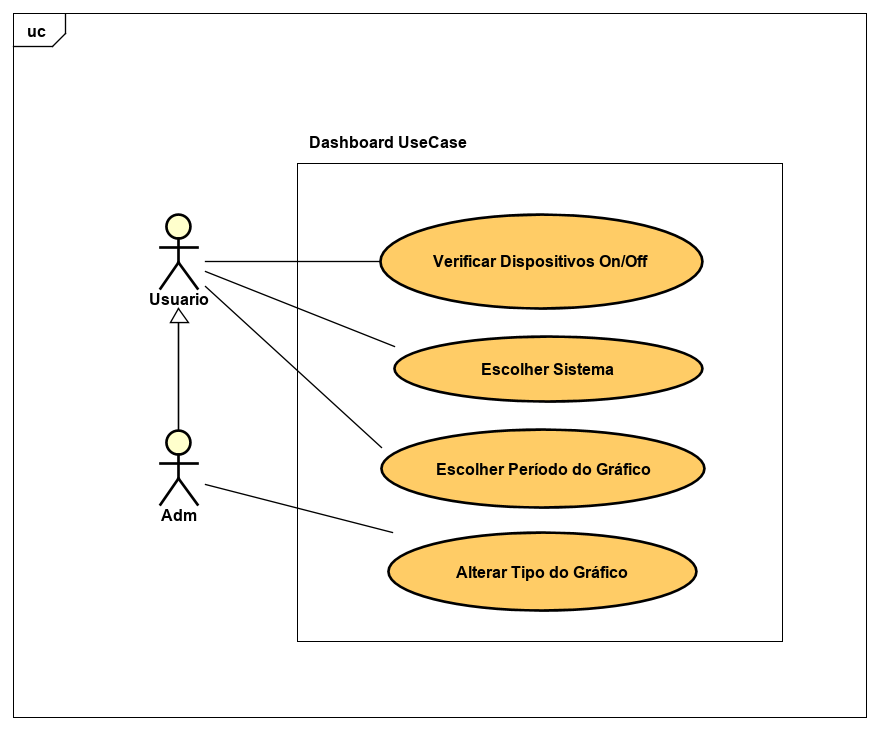 uc
Dashboard UseCase
Verificar Dispositivos On/Off
Usuario
Escolher Sistema
Escolher Período do Gráfico
Adm
Alterar Tipo do Gráfico